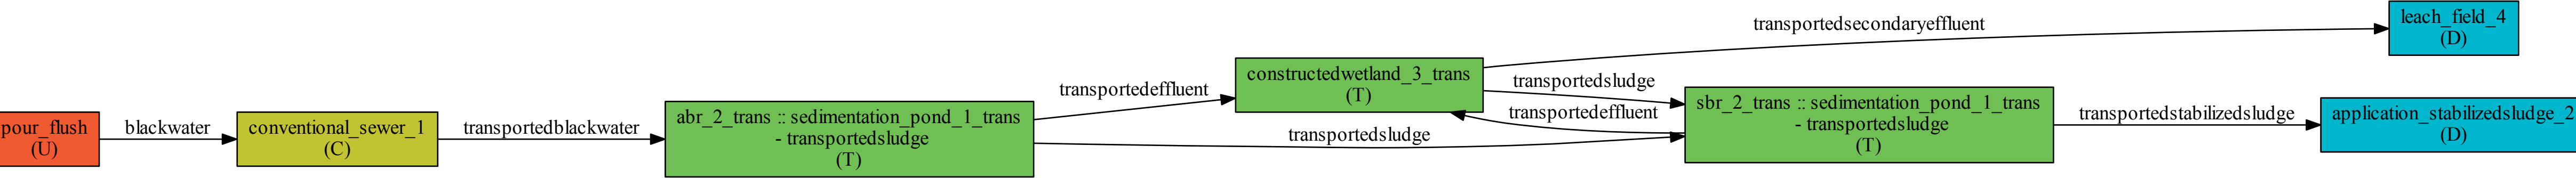 pour_flush
(U)
blackwater
conventional_sewer_1
(C)
transportedblackwater
abr_2_trans :: sedimentation_pond_1_trans
- transportedsludge
(T)
transportedeffluent
transportedsludge
constructedwetland_3_trans
(T)
transportedsecondaryeffluent
transportedsludge
transportedeffluent
sbr_2_trans :: sedimentation_pond_1_trans
- transportedsludge
(T)
transportedstabilizedsludge
leach_field_4
(D)
application_stabilizedsludge_2
(D)